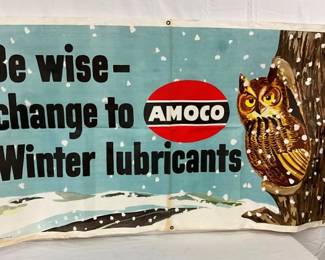 Be wise-
change to AMOCO
Winter lubricants